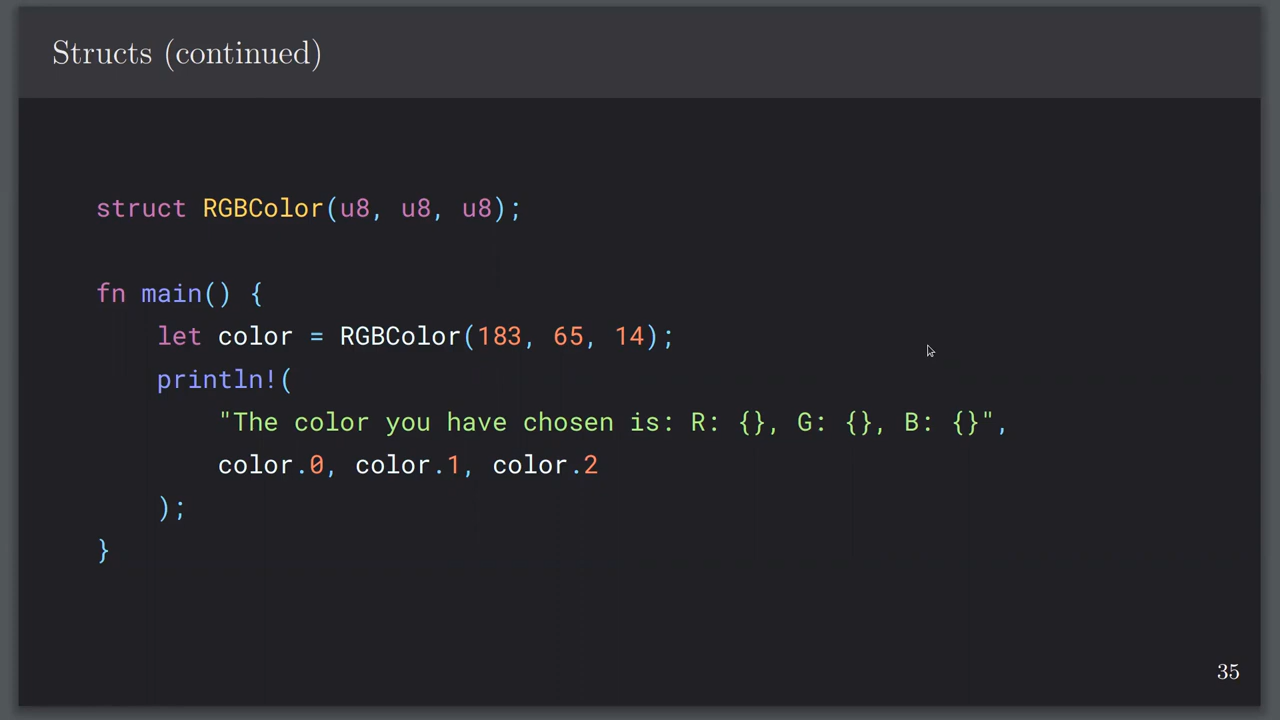 Structs (continued)
struct RGBColor(u8, u8, u8);
fn main() {
    let color = RGBColor(183, 65, 14);
    println!(
        "The color you have chosen is: R: {}, G: {}, B: {}",
        color.0, color.1, color.2
    );
}
35